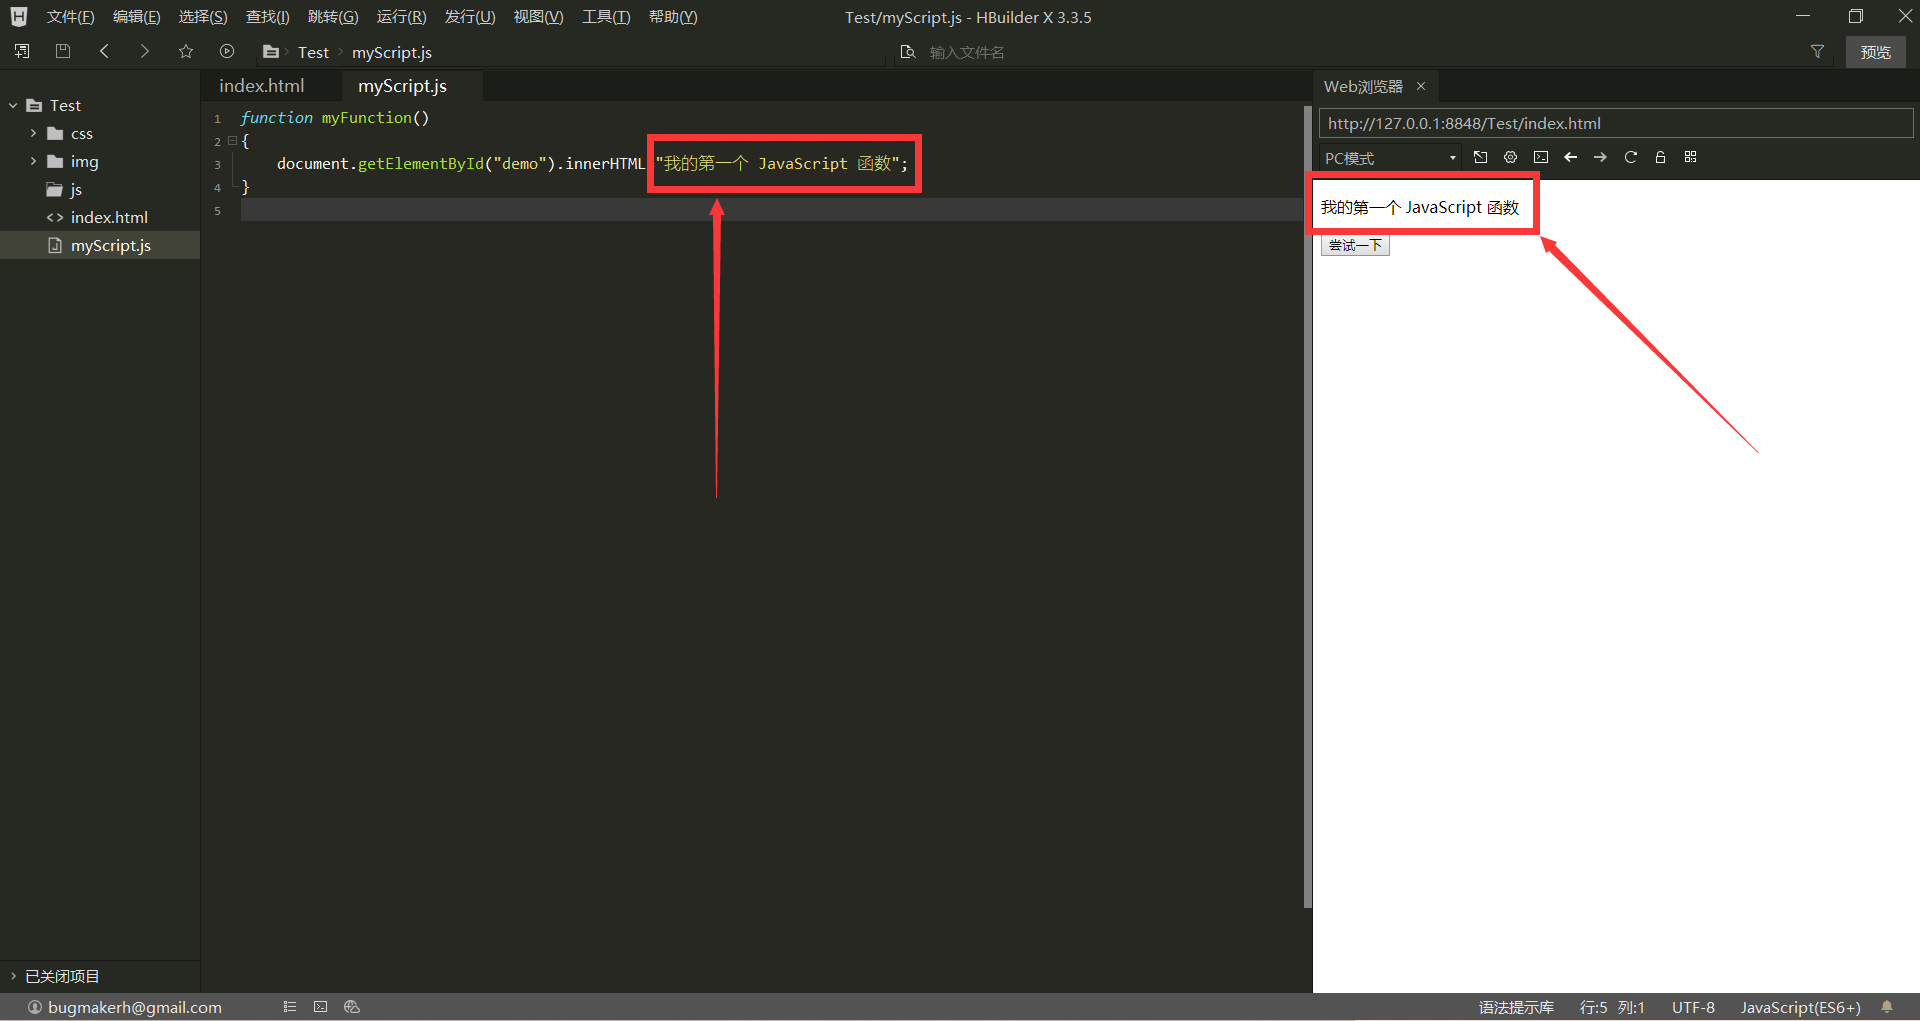 文件(F) 编辑(E) 选择(S) 查找(I) 跳转(G) 运行(R) 发行(U) 视图(V) 工具(T) 帮助(Y) Test/myScript.js - HBuilder X 3.3.5
Test myScript.js 输入文件名 预览
index.html myScript.js
Web浏览器
Test
css
img
js
index.html
myScript.js
1 function myFunction()
2 {
3 document.getElementById("demo").innerHTML "我的第一个 JavaScript 函数";
4 }
5
http://127.0.0.1:8848/Test/index.html
PC模式
我的第一个 JavaScript 函数
尝试一下
已关闭项目
bugmakerh@gmail.com 语法提示库 行:5 列:1 UTF-8 JavaScript(ES6+)